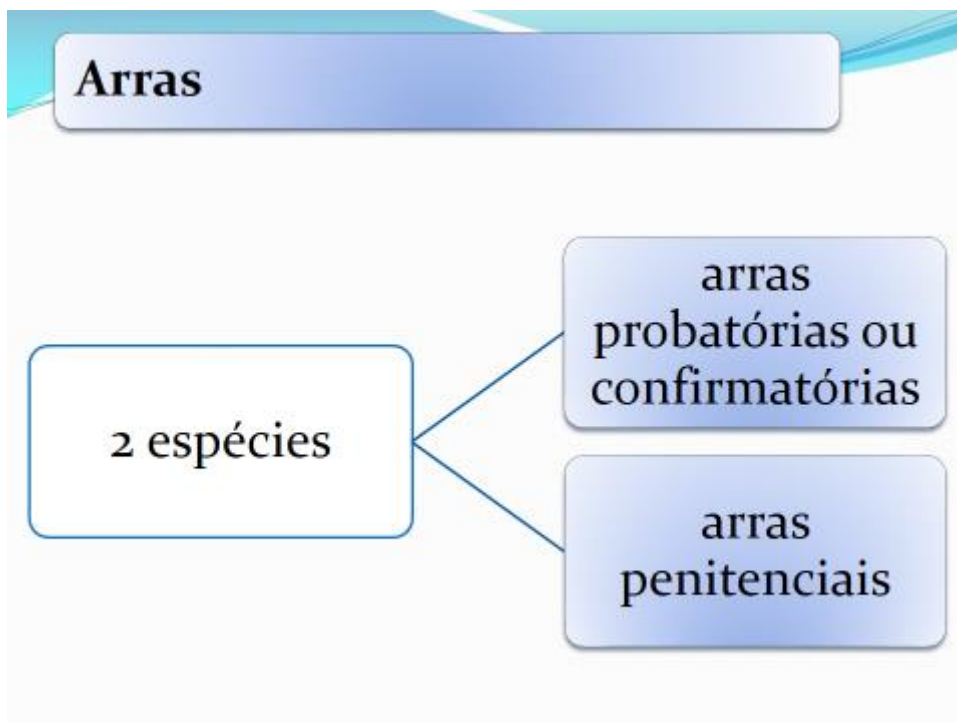 Arras
2 espécies
arras
probatórias ou
confirmatórias
arras
penitenciais